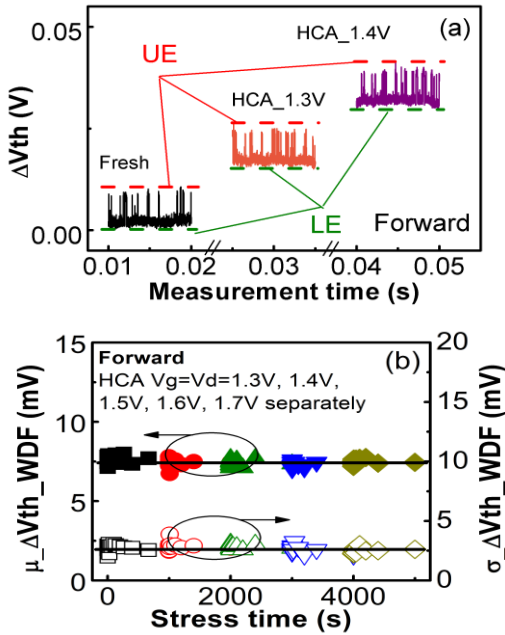 (a)
HCA_1.4V
UE
HCA_1.3V
Fresh
LE
Forward
0.05
0.00
ΔVth (V)
0.01 0.02 0.03 0.04 0.05
Measurement time (s)
(b)
Forward
HCA Vg=Vd=1.3V, 1.4V,
1.5V, 1.6V, 1.7V separately
15
10
5
0
μ_ΔVth_WDF (mV)
20
15
10
5
0
σ_ΔVth_WDF (mV)
0 2000 4000
Stress time (s)